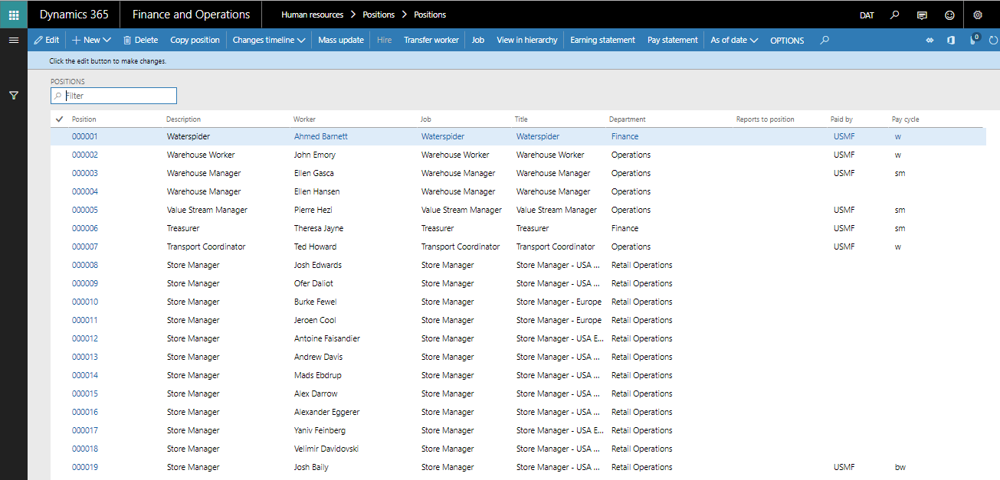 Dynamics 365 Finance and Operations Human resources > Positions > Positions DAT
Edit + New Delete Copy position Changes timeline Mass update Hire Transfer worker Job View in hierarchy Earning statement Pay statement As of date OPTIONS 0
Click the edit button to make changes.
POSITIONS
Filter
Position Description Worker Job Title Department Reports to position Paid by Pay cycle
000001 Waterspider Ahmed Barnett Waterspider Waterspider Finance USMF w
000002 Warehouse Worker John Emory Warehouse Worker Warehouse Worker Operations USMF w
000003 Warehouse Manager Ellen Gasca Warehouse Manager Warehouse Manager Operations USMF sm
000004 Warehouse Manager Ellen Hansen Warehouse Manager Warehouse Manager Operations
000005 Value Stream Manager Pierre Hezi Value Stream Manager Value Stream Manager Operations USMF sm
000006 Treasurer Theresa Jayne Treasurer Treasurer Finance USMF sm
000007 Transport Coordinator Ted Howard Transport Coordinator Transport Coordinator Operations USMF w
000008 Store Manager Josh Edwards Store Manager Store Manager - USA ... Retail Operations
000009 Store Manager Ofer Daliot Store Manager Store Manager - USA ... Retail Operations
000010 Store Manager Burke Fewel Store Manager Store Manager - Europe Retail Operations
000011 Store Manager Jeroen Cool Store Manager Store Manager - Europe Retail Operations
000012 Store Manager Antoine Faisandier Store Manager Store Manager - USA E... Retail Operations
000013 Store Manager Andrew Davis Store Manager Store Manager - USA ... Retail Operations
000014 Store Manager Mads Ebdrup Store Manager Store Manager - USA ... Retail Operations
000015 Store Manager Alex Darrow Store Manager Store Manager - USA ... Retail Operations
000016 Store Manager Alexander Eggerer Store Manager Store Manager - USA ... Retail Operations
000017 Store Manager Yaniv Feinberg Store Manager Store Manager - USA E... Retail Operations
000018 Store Manager Velimir Davidovski Store Manager Store Manager - USA ... Retail Operations
000019 Store Manager Josh Baily Store Manager Store Manager - USA ... Retail Operations USMF bw